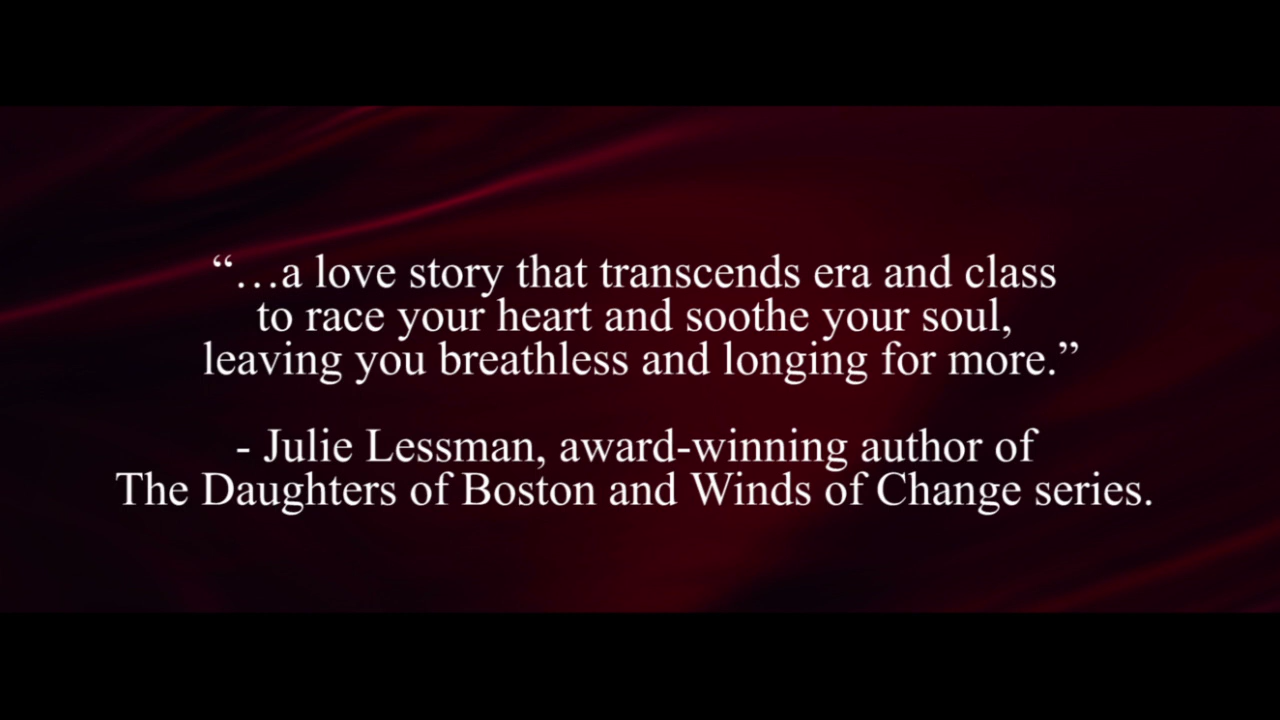 “…a love story that transcends era and class
to race your heart and soothe your soul,
leaving you breathless and longing for more.”
- Julie Lessman, award-winning author of
The Daughters of Boston and Winds of Change series.